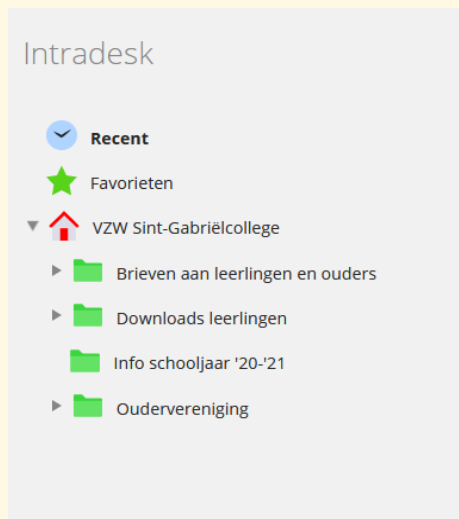 Intradesk
Recent
Favorieten
VZW Sint-Gabriëlcollege
Brieven aan leerlingen en ouders
Downloads leerlingen
Info schooljaar '20-'21
Oudervereniging